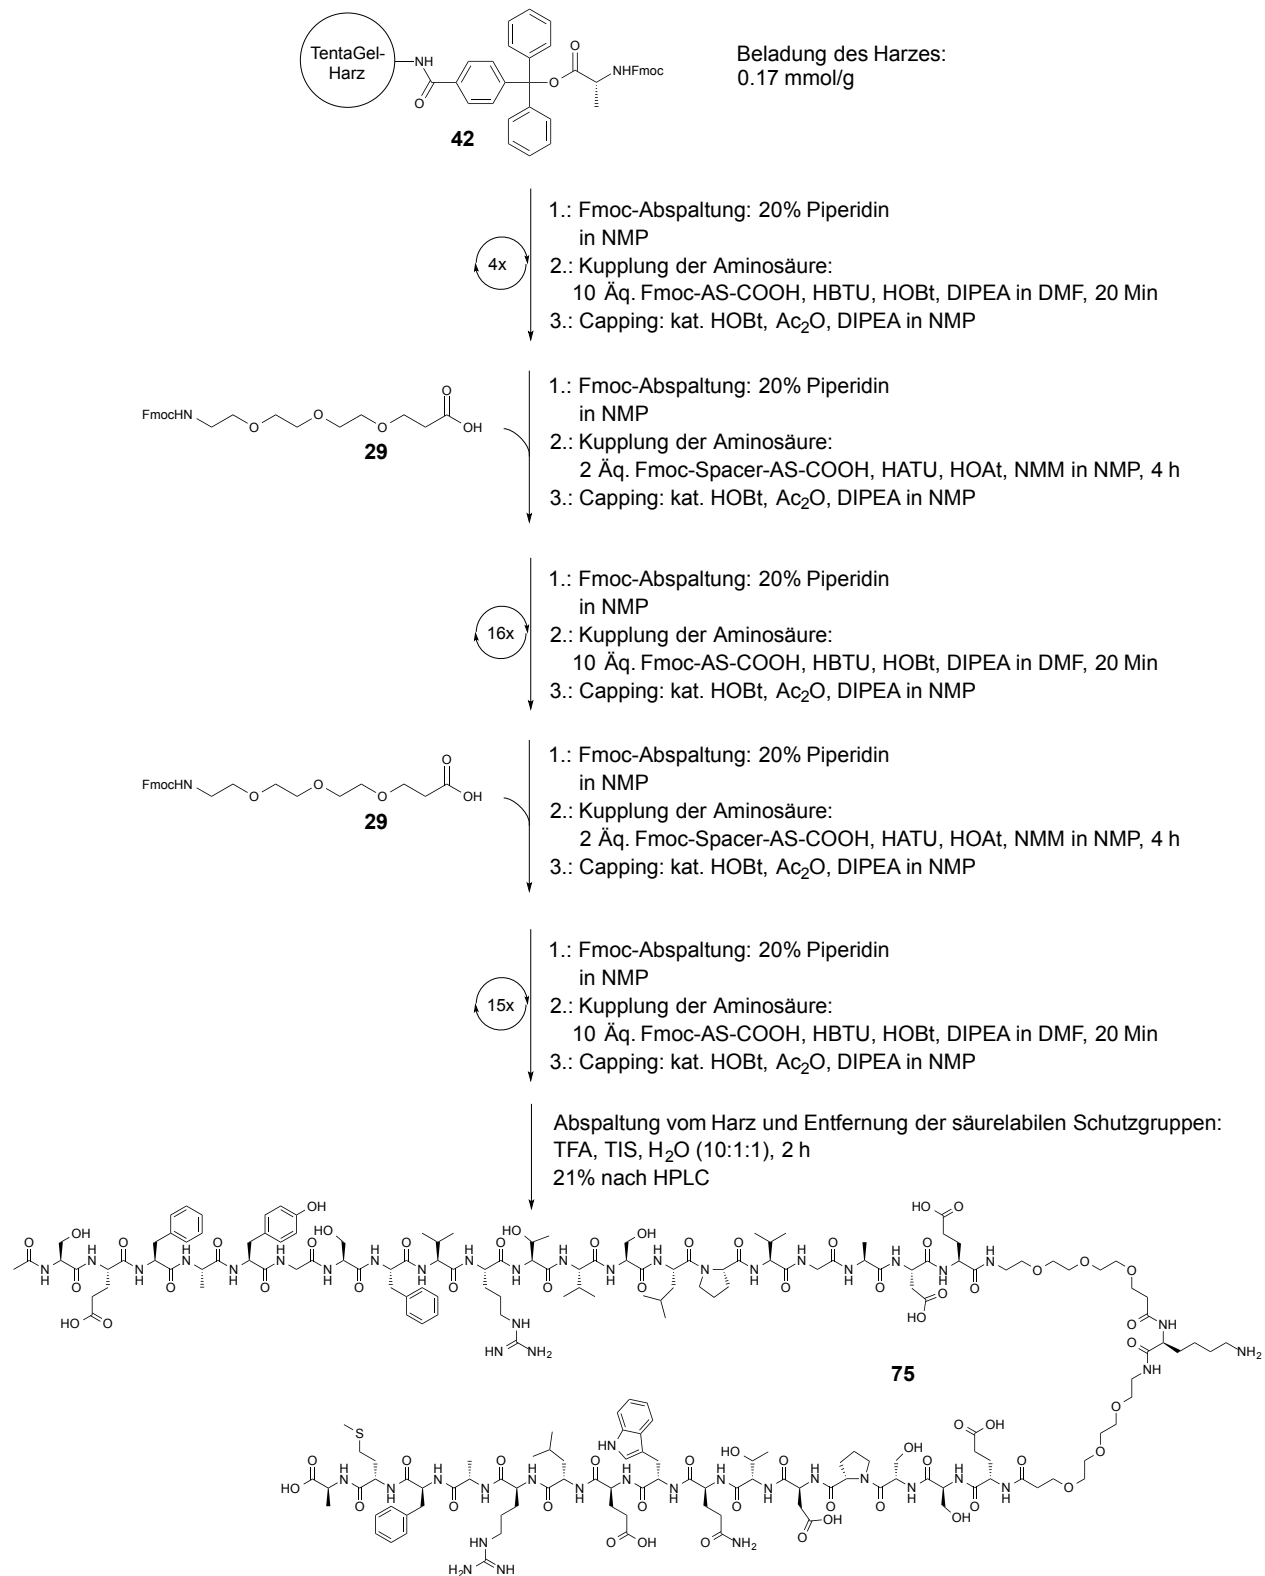 TentaGel-
Harz
NH
O
O
O
NHFmoc
42
Beladung des Harzes:
0.17 mmol/g
4x
1.: Fmoc-Abspaltung: 20% Piperidin
in NMP
2.: Kupplung der Aminosäure:
10 Äq. Fmoc-AS-COOH, HBTU, HOBt, DIPEA in DMF, 20 Min
3.: Capping: kat. HOBt, Ac2O, DIPEA in NMP
FmocHN
O
O
O
O
OH
29
1.: Fmoc-Abspaltung: 20% Piperidin
in NMP
2.: Kupplung der Aminosäure:
2 Äq. Fmoc-Spacer-AS-COOH, HATU, HOAt, NMM in NMP, 4 h
3.: Capping: kat. HOBt, Ac2O, DIPEA in NMP
16x
1.: Fmoc-Abspaltung: 20% Piperidin
in NMP
2.: Kupplung der Aminosäure:
10 Äq. Fmoc-AS-COOH, HBTU, HOBt, DIPEA in DMF, 20 Min
3.: Capping: kat. HOBt, Ac2O, DIPEA in NMP
FmocHN
O
O
O
O
OH
29
1.: Fmoc-Abspaltung: 20% Piperidin
in NMP
2.: Kupplung der Aminosäure:
2 Äq. Fmoc-Spacer-AS-COOH, HATU, HOAt, NMM in NMP, 4 h
3.: Capping: kat. HOBt, Ac2O, DIPEA in NMP
15x
1.: Fmoc-Abspaltung: 20% Piperidin
in NMP
2.: Kupplung der Aminosäure:
10 Äq. Fmoc-AS-COOH, HBTU, HOBt, DIPEA in DMF, 20 Min
3.: Capping: kat. HOBt, Ac2O, DIPEA in NMP
Abspaltung vom Harz und Entfernung der säurelabilen Schutzgruppen:
TFA, TIS, H2O (10:1:1), 2 h
21% nach HPLC
75